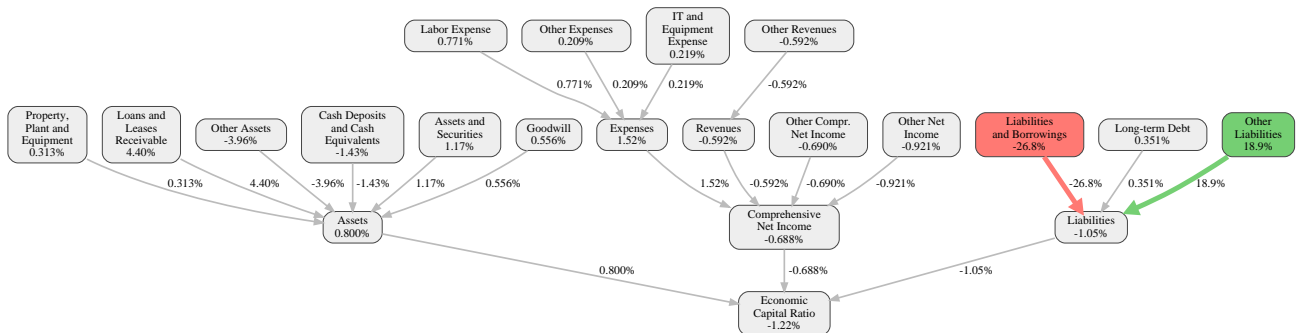 Labor Expense
0.771%
Other Expenses
0.209%
IT and
Equipment
Expense
0.219%
Other Revenues
-0.592%
0.771%
0.209%
0.219%
-0.592%
Property,
Plant and
Equipment
0.313%
Loans and
Leases
Receivable
4.40%
Other Assets
-3.96%
Cash Deposits
and Cash
Equivalents
-1.43%
Assets and
Securities
1.17%
Goodwill
0.556%
Expenses
1.52%
Revenues
-0.592%
Other Compr.
Net Income
-0.690%
Other Net
Income
-0.921%
Liabilities
and Borrowings
-26.8%
Long-term Debt
0.351%
Other
Liabilities
18.9%
0.313%
4.40%
-3.96%
-1.43%
1.17%
0.556%
1.52%
-0.592%
-0.690%
-0.921%
-26.8%
0.351%
18.9%
Assets
0.800%
Comprehensive
Net Income
-0.688%
Liabilities
-1.05%
0.800%
-0.688%
-1.05%
Economic
Capital Ratio
-1.22%